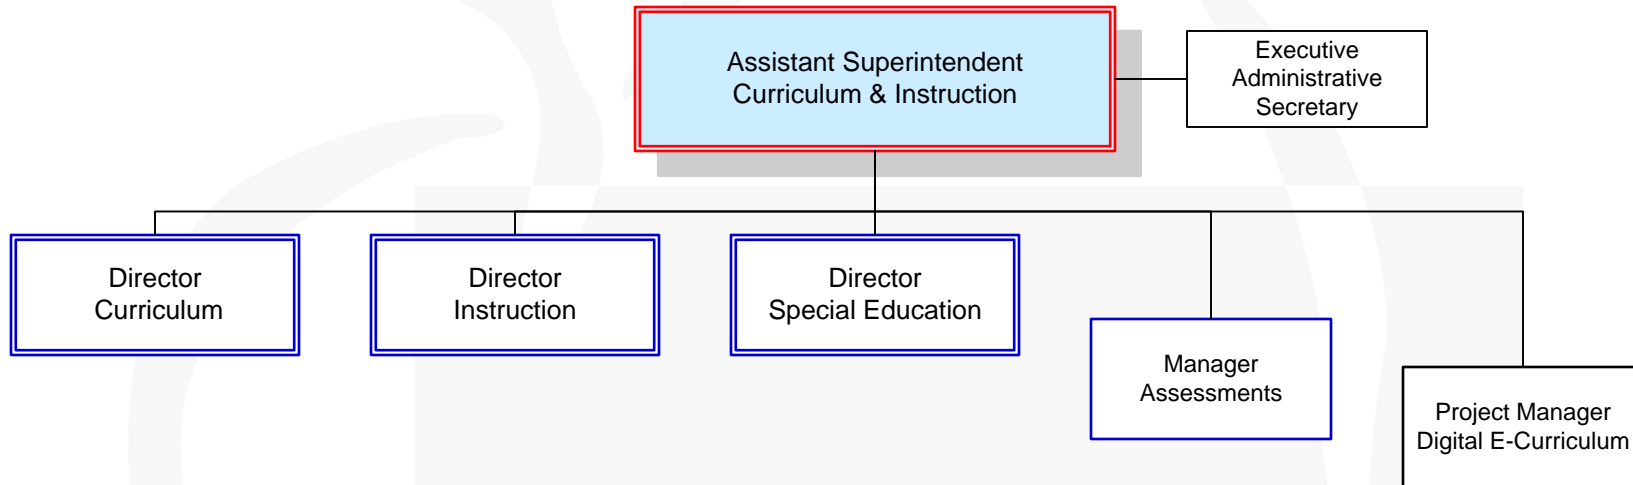 Assistant Superintendent
Curriculum & Instruction
Executive
Administrative
Secretary
Director
Curriculum
Director
Instruction
Director
Special Education
Manager
Assessments
Project Manager
Digital E-Curriculum